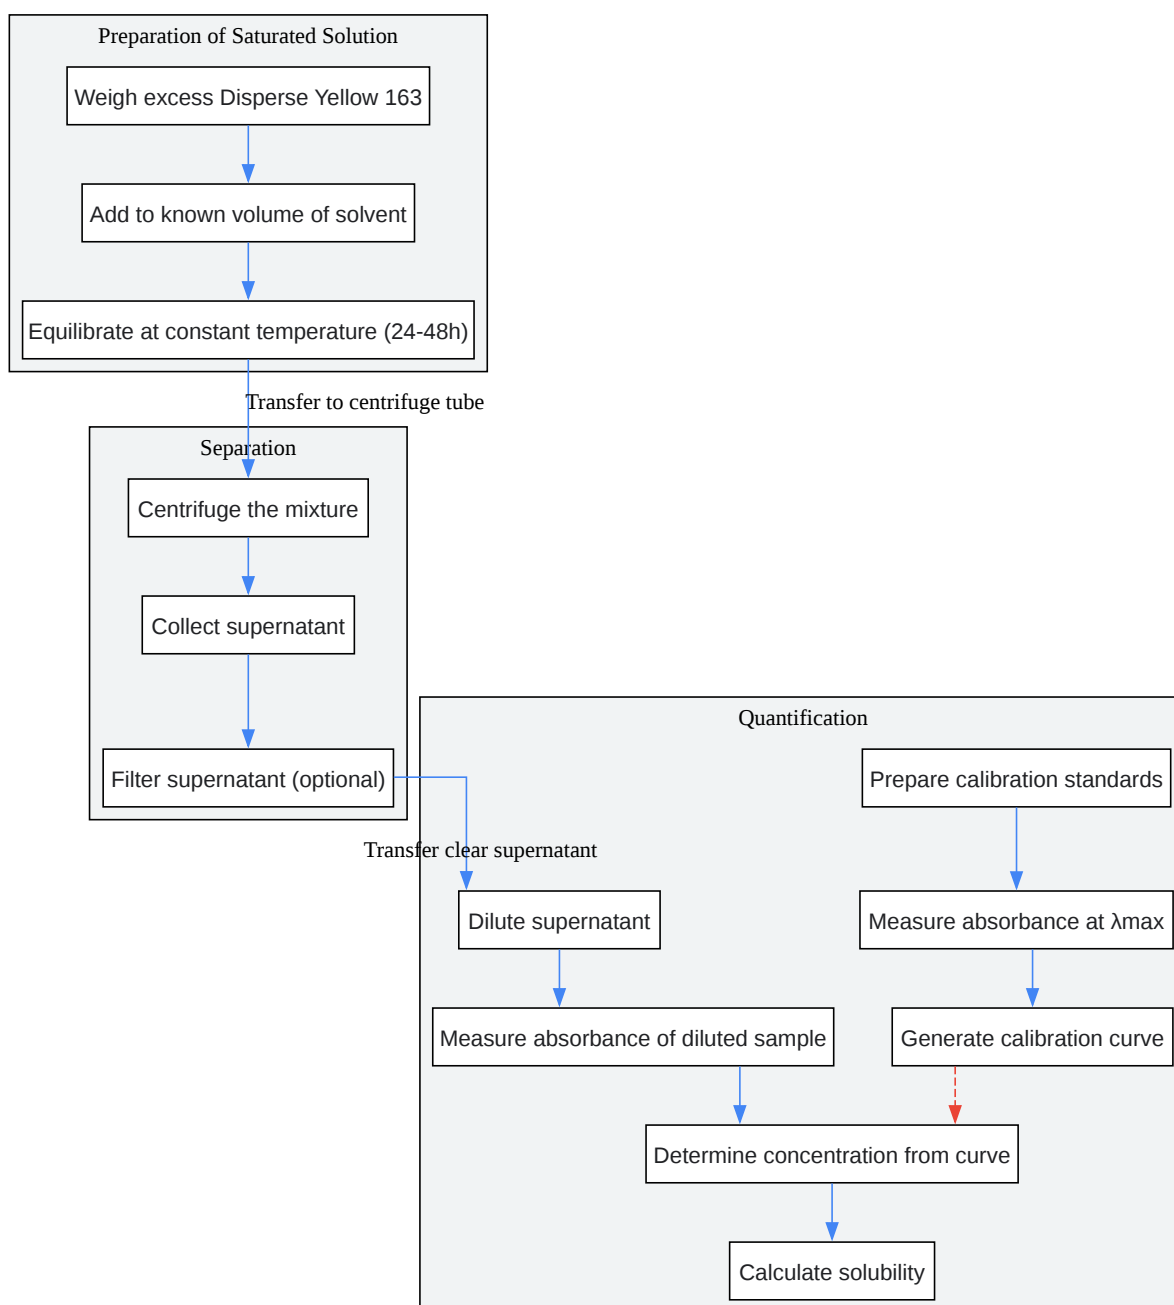 Preparation of Saturated Solution
Weigh excess Disperse Yellow 163
Add to known volume of solvent
Equilibrate at constant temperature (24-48h)
Transfer to centrifuge tube
Separation
Centrifuge the mixture
Collect supernatant
Filter supernatant (optional)
Transfer clear supernatant
Quantification
Prepare calibration standards
Dilute supernatant
Measure absorbance at λmax
Measure absorbance of diluted sample
Generate calibration curve
Determine concentration from curve
Calculate solubility